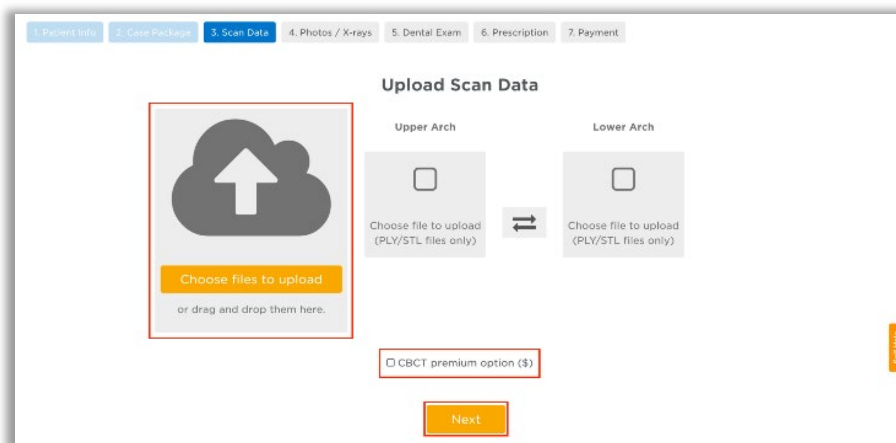 1. Patient Info
2. Case Package
3. Scan Data
4. Photos / X-rays
5. Dental Exam
6. Prescription
7. Payment
Upload Scan Data
Upper Arch
Lower Arch
Choose file to upload
(PLY/STL files only)
Choose file to upload
(PLY/STL files only)
Choose files to upload
or drag and drop them here.
CBCT premium option ($)
Next